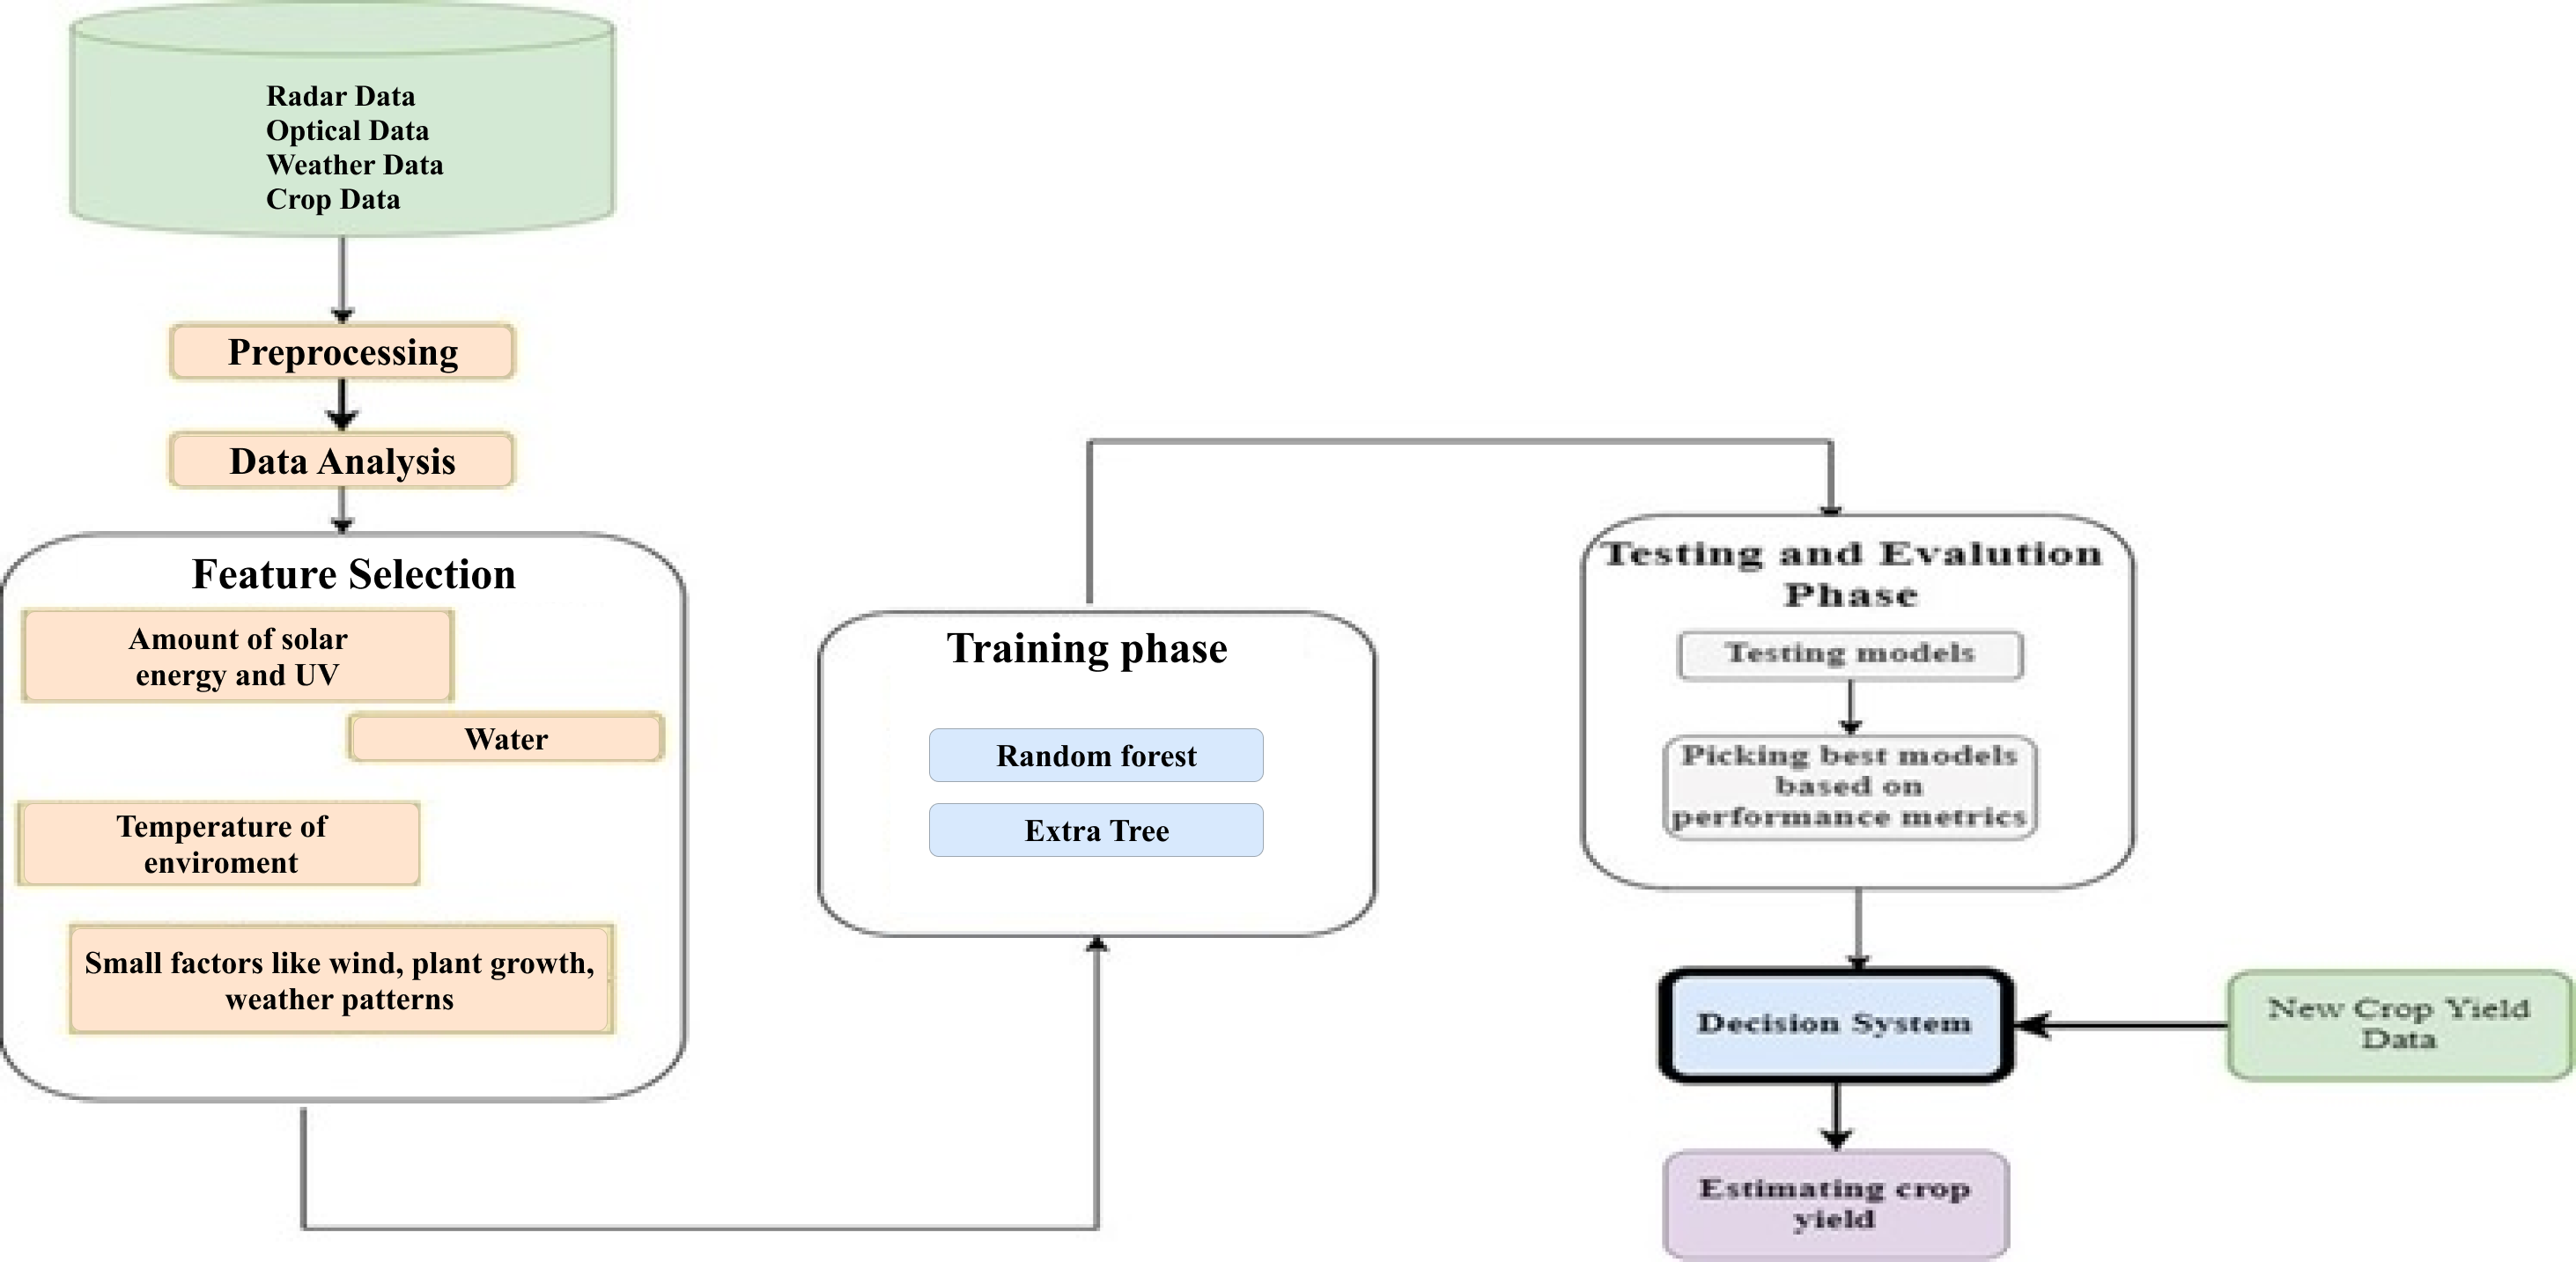 Radar Data
Optical Data
Weather Data
Crop Data
Preprocessing
Data Analysis
Feature Selection
Amount of solar
energy and UV
Water
Temperature of
enviroment
Small factors like wind, plant growth,
weather patterns
Training phase
Random forest
Extra Tree
Testing and Evalution
Phase
Testing models
Picking best models
based on
performance metrics
Decision System
New Crop Yield
Data
Estimating crop
yield